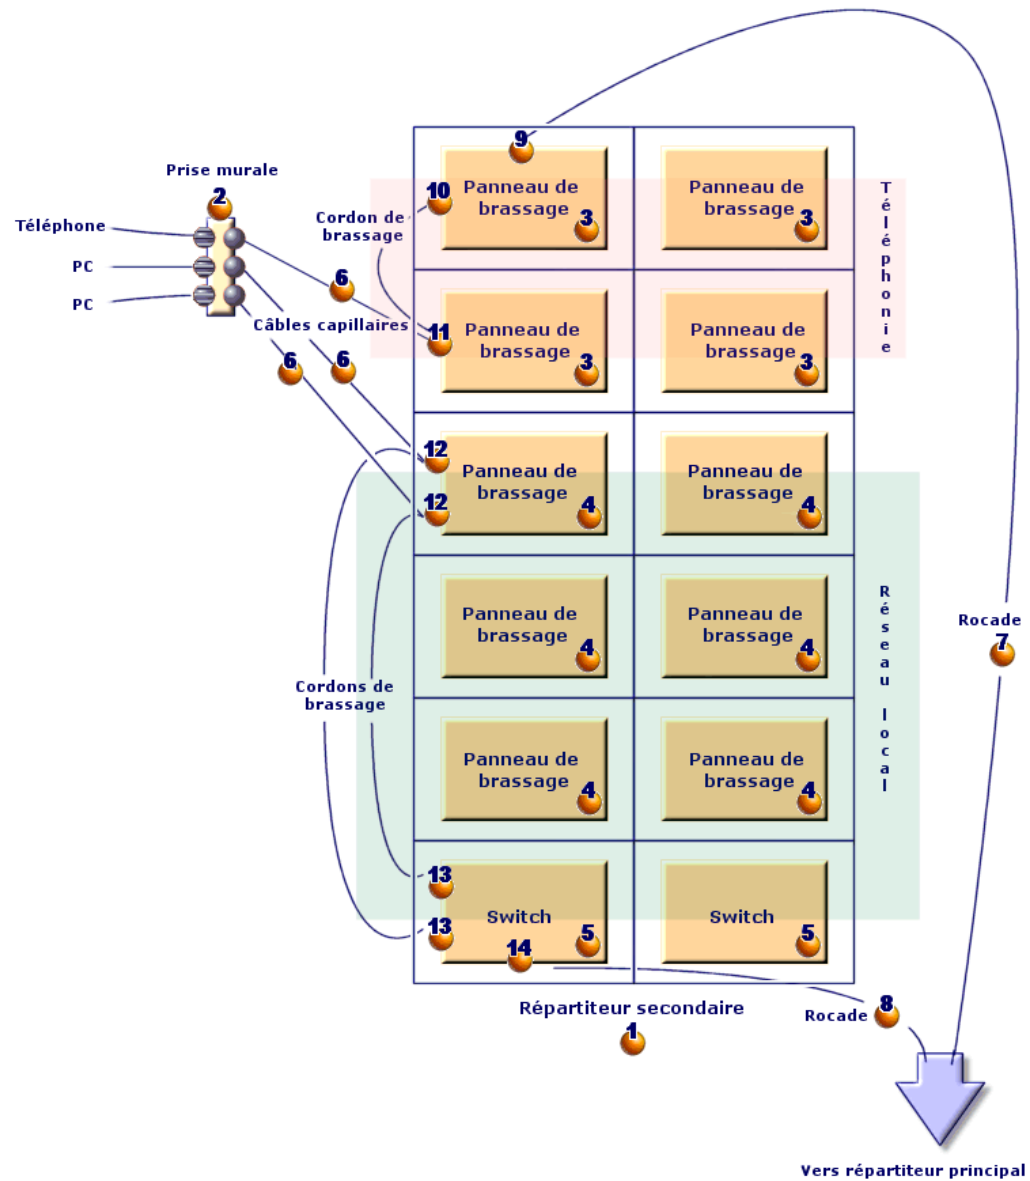 9
Prise murale
2
Téléphone
PC
PC
10
Cordon de
brassage
Panneau de
brassage
3
Panneau de
brassage
3
Téléphonie
6
Câbles capillaires
6
6
11
Panneau de
brassage
3
Panneau de
brassage
3
12
12
Panneau de
brassage
4
Panneau de
brassage
4
Panneau de
brassage
4
Panneau de
brassage
4
Réseau local
Rocade
7
Cordons de
brassage
Panneau de
brassage
4
Panneau de
brassage
4
13
13
Switch
5
14
Switch
5
Répartiteur secondaire
1
Rocade
8
Vers répartiteur principal